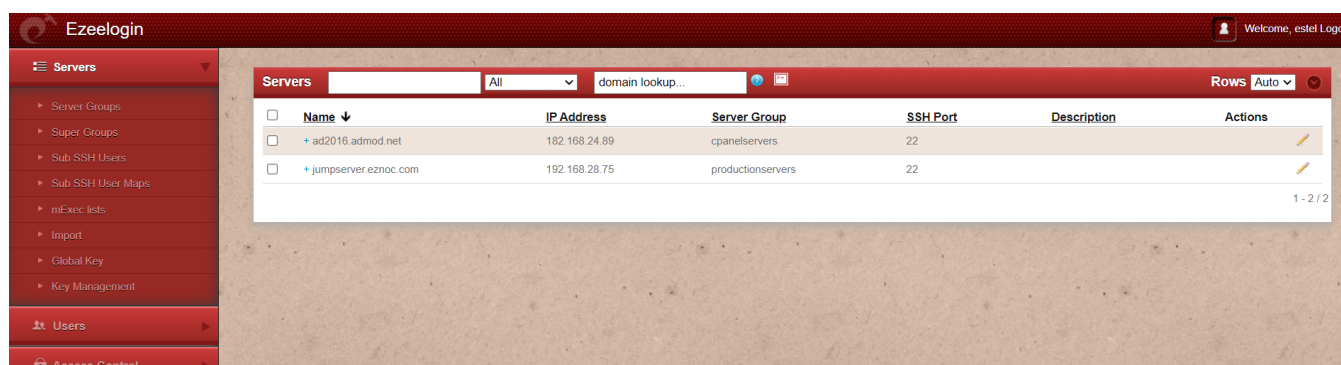 Ezeelogin
Welcome, estel Logo
Servers
Server Groups
Super Groups
Sub SSH Users
Sub SSH User Maps
mExec lists
Import
Global Key
Key Management
Users
Access Control
Servers All domain lookup... Rows Auto
Name IP Address Server Group SSH Port Description Actions
+ ad2016.admod.net 182.168.24.89 cpanelservers 22
+ jumpserver.eznoc.com 192.168.28.75 productionservers 22
1 - 2 / 2